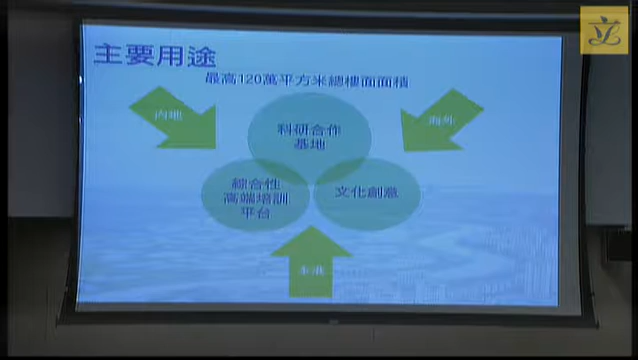 立
主要用途
最高120萬平方米總樓面面積
內地
海外
科研合作
基地
綜合性
高端培訓
平台
文化創意
本港